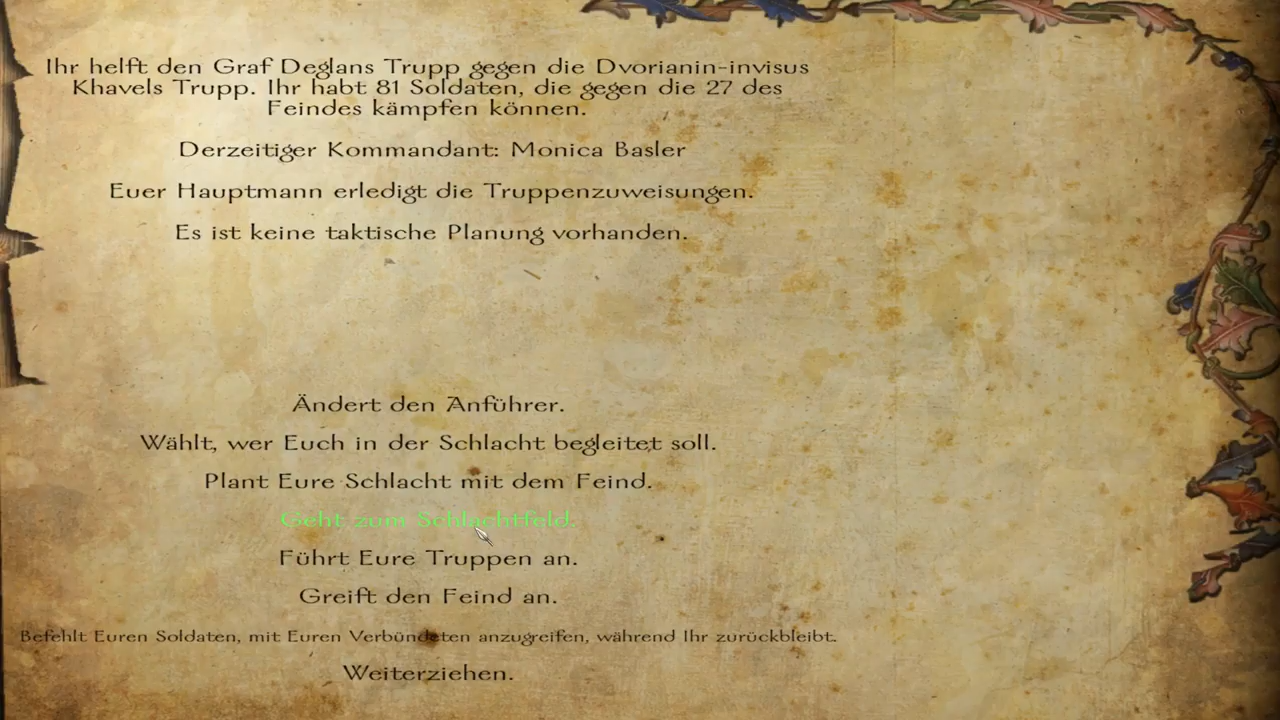 Ihr helft den Graf Deglans Trupp gegen die Dvorianin-invisus
Khavels Trupp. Ihr habt 81 Soldaten, die gegen die 27 des
Feindes kämpfen können.
Derzeitiger Kommandant: Monica Basler
Euer Hauptmann erledigt die Truppenzuweisungen.
Es ist keine taktische Planung vorhanden.
Ändert den Anführer.
Wählt, wer Euch in der Schlacht begleitet soll.
Plant Eure Schlacht mit dem Feind.
Geht zum Schlachtfeld.
Führt Eure Truppen an.
Greift den Feind an.
Befehlt Euren Soldaten, mit Euren Verbündeten anzugreifen, während Ihr zurückbleibt.
Weiterziehen.